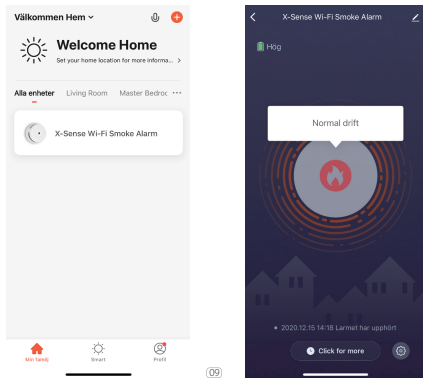 Välkommen Hem
Welcome Home
Set your home location for more informa...
Alla enheter Living Room Master Bedroc ...
X-Sense Wi-Fi Smoke Alarm
Min familj Smart Profil
09
X-Sense Wi-Fi Smoke Alarm
Hög
Normal drift
2020.12.15 14:18 Larmet har upphört
Click for more